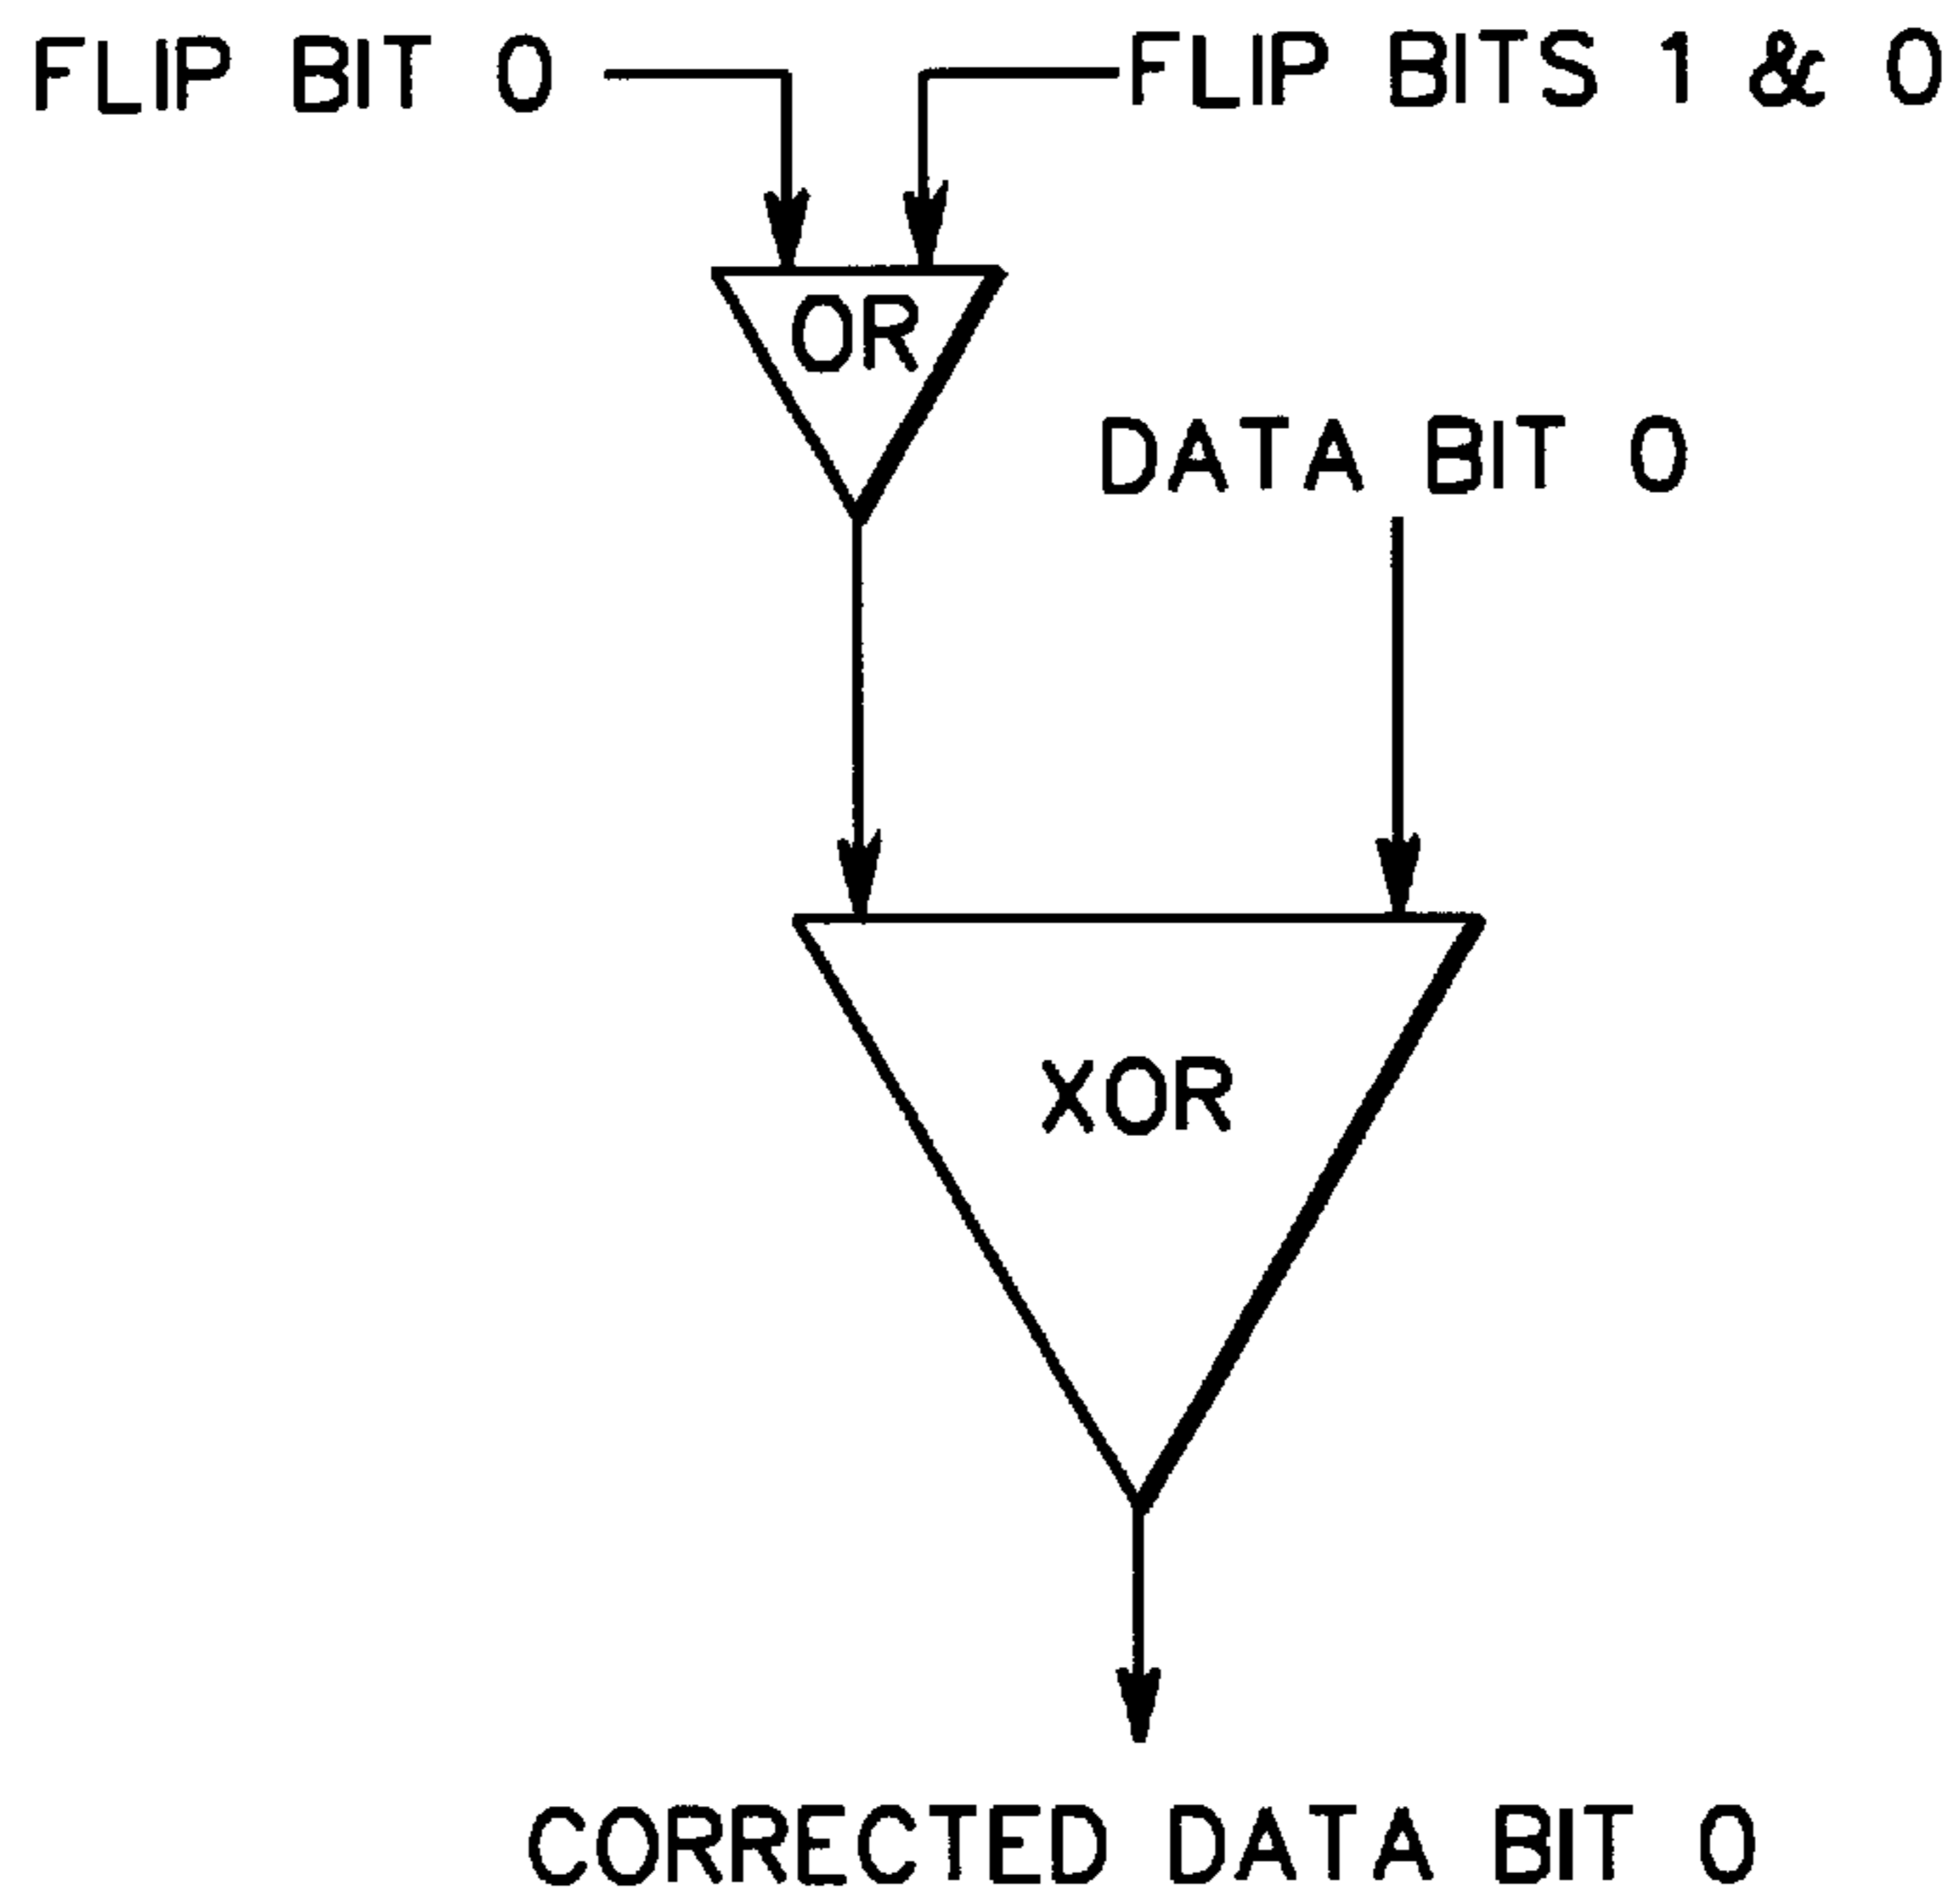 FLIP BIT 0
FLIP BITS 1 & 0
OR
DATA BIT 0
XOR
CORRECTED DATA BIT 0